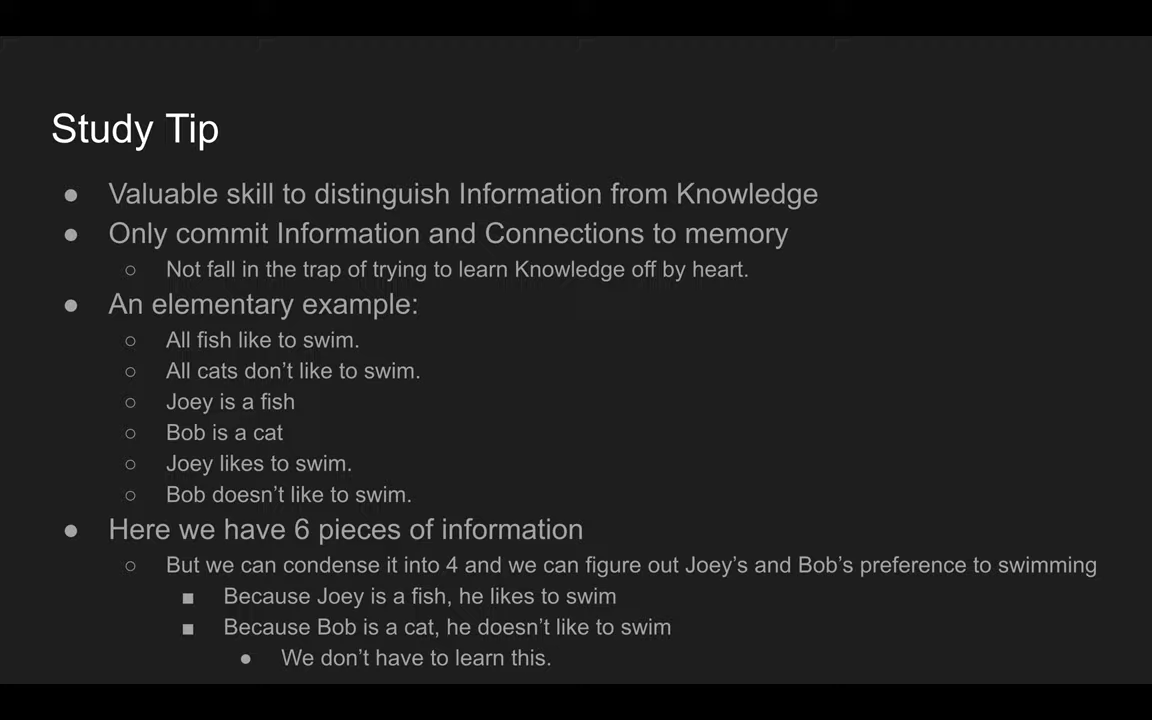 Study Tip
● Valuable skill to distinguish Information from Knowledge
● Only commit Information and Connections to memory
○ Not fall in the trap of trying to learn Knowledge off by heart.
● An elementary example:
○ All fish like to swim.
○ All cats don't like to swim.
○ Joey is a fish
○ Bob is a cat
○ Joey likes to swim.
○ Bob doesn't like to swim.
● Here we have 6 pieces of information
○ But we can condense it into 4 and we can figure out Joey's and Bob's preference to swimming
■ Because Joey is a fish, he likes to swim
■ Because Bob is a cat, he doesn't like to swim
● We don't have to learn this.